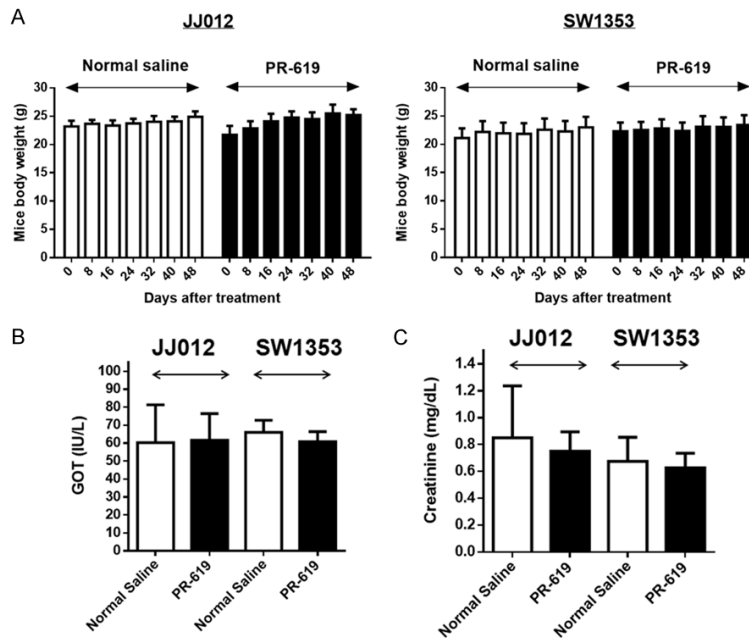 A
JJ012
SW1353
Normal saline
PR-619
Normal saline
PR-619
Mice body weight (g)
30
25
20
15
10
5
0
0 8 16 24 32 40 48 0 8 16 24 32 40 48
Days after treatment
Mice body weight (g)
30
25
20
15
10
5
0
0 8 16 24 32 40 48 0 8 16 24 32 40 48
Days after treatment
B
JJ012 SW1353
GOT (IU/L)
100
90
80
70
60
50
40
30
20
10
0
Normal Saline
PR-619
Normal Saline
PR-619
C
JJ012 SW1353
Creatinine (mg/dL)
1.4
1.2
1.0
0.8
0.6
0.4
0.2
0.0
Normal Saline
PR-619
Normal Saline
PR-619